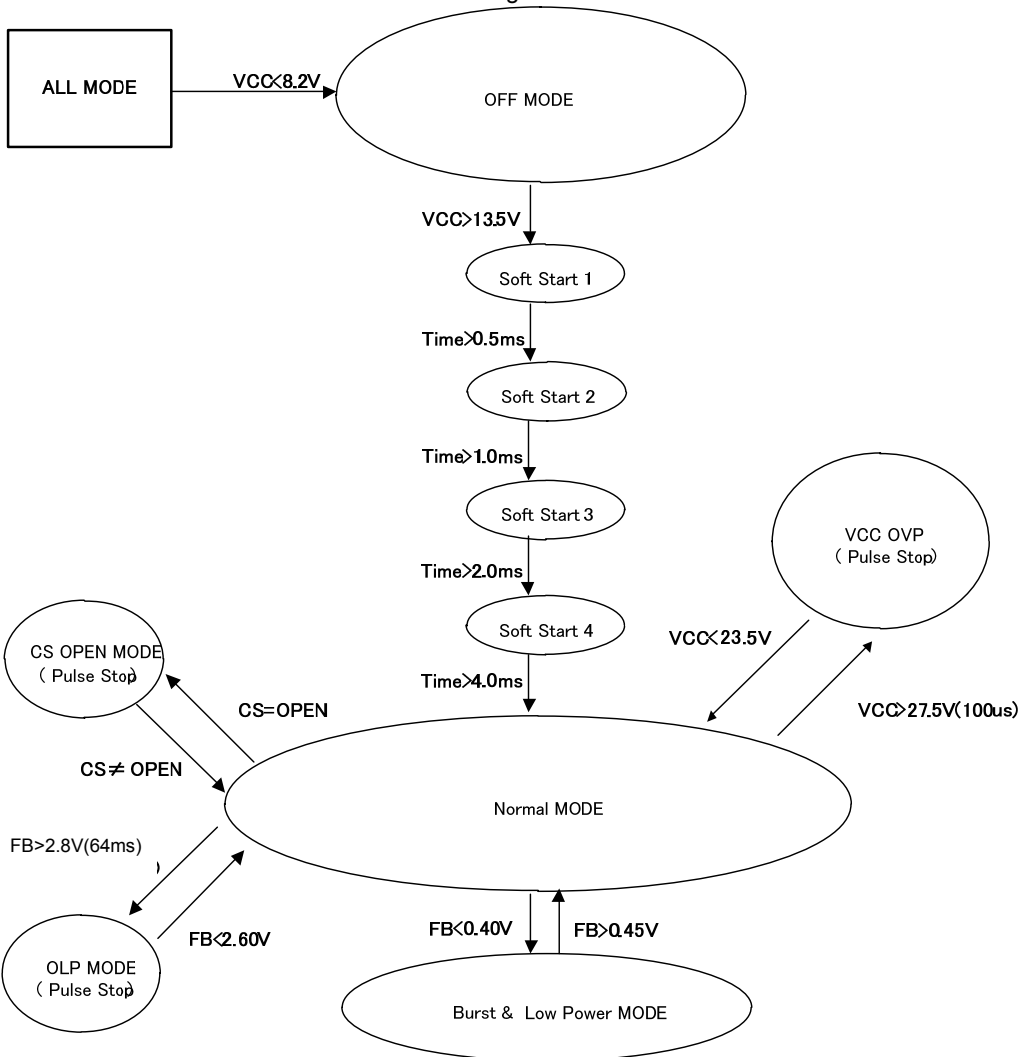 ALL MODE
VCC<8.2V
OFF MODE
VCC>13.5V
Soft Start 1
Time>0.5ms
Soft Start 2
Time>1.0ms
Soft Start 3
Time>2.0ms
Soft Start 4
Time>4.0ms
VCC OVP
( Pulse Stop)
VCC<23.5V
VCC>27.5V(100us)
CS OPEN MODE
( Pulse Stop)
CS=OPEN
CS≠ OPEN
Normal MODE
FB>2.8V(64ms)
)
FB<2.60V
OLP MODE
( Pulse Stop)
FB<0.40V
FB>0.45V
Burst & Low Power MODE